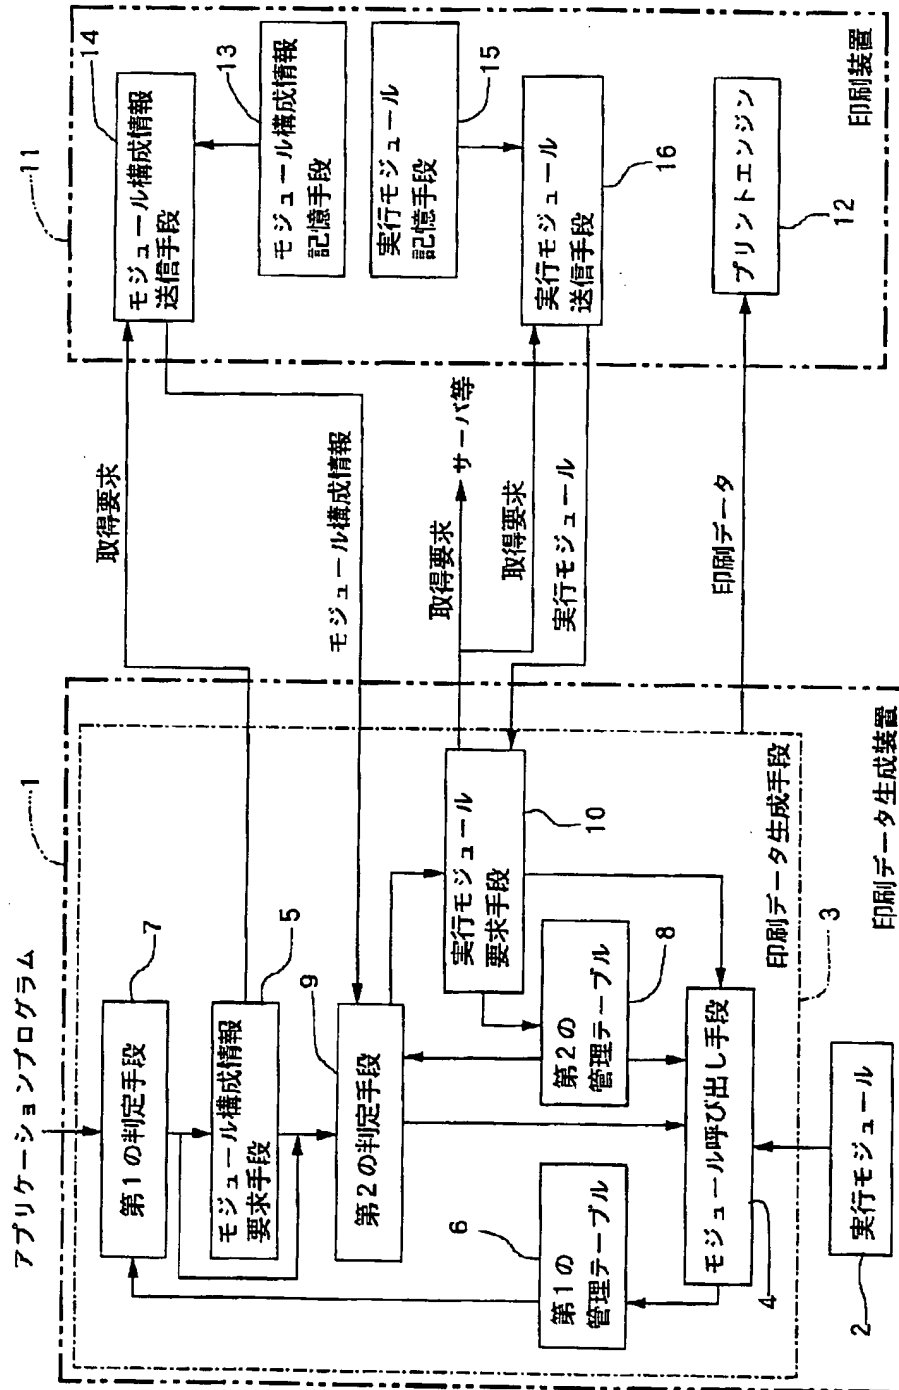 アプリケーションプログラム
1
7
第1の判定手段
5
モジュール構成情報
要求手段
9
第2の判定手段
6
第1の
管理テーブル
8
第2の
管理テーブル
10
実行モジュール
要求手段
モジュール呼び出し手段
4
印刷データ生成手段
3
2
実行モジュール
印刷データ生成装置
取得要求
モジュール構成情報
取得要求
サーバ等
取得要求
実行モジュール
印刷データ
11
14
モジュール構成情報
送信手段
13
モジュール構成情報
記憶手段
実行モジュール
記憶手段
15
実行モジュール
送信手段
16
プリントエンジン
12
印刷装置